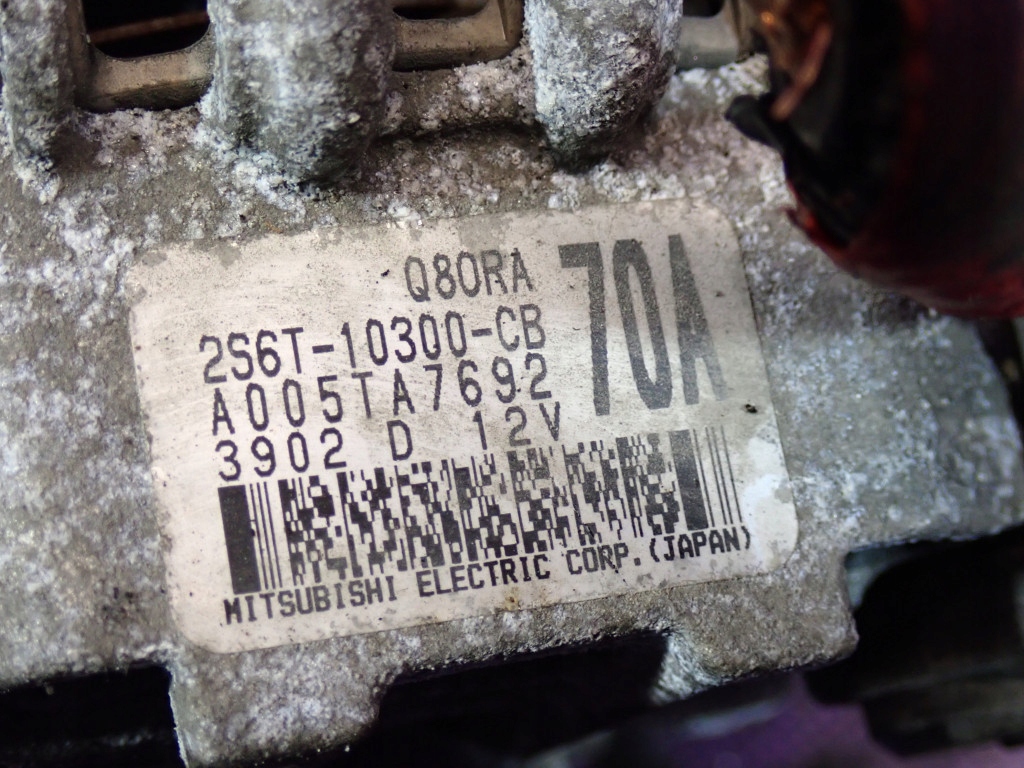 Q80RA
70A
2S6T-10300-CB
A005TA7692
3902 D 12V
MITSUBISHI ELECTRIC CORP.(JAPAN)